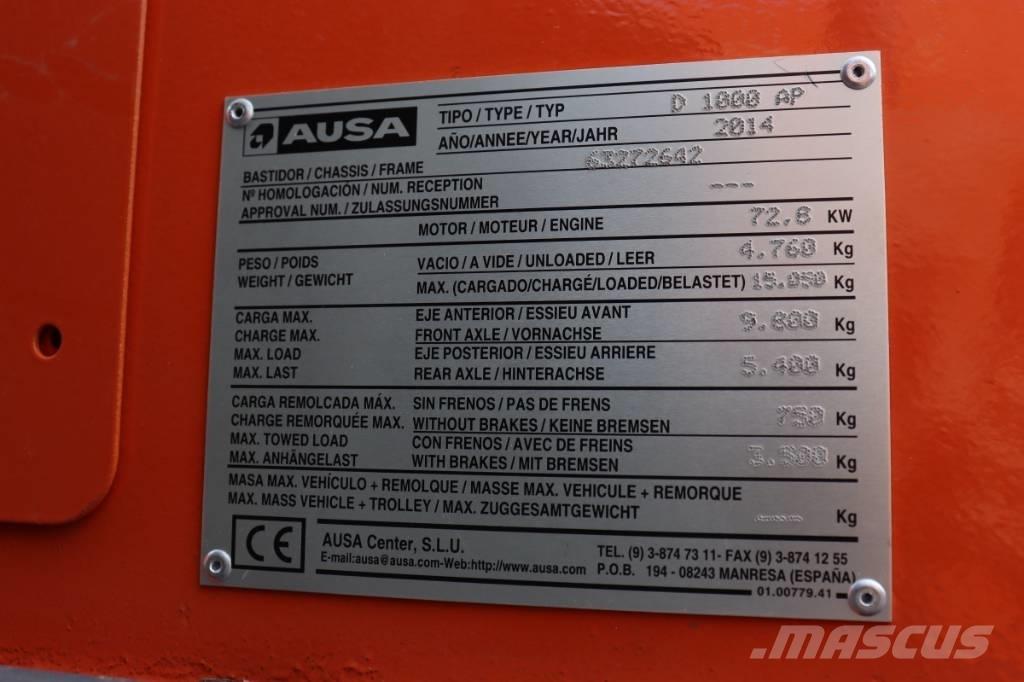 AUSA
TIPO / TYPE / TYP D 1000 AP
AÑO/ANNEE/YEAR/JAHR 2014
BASTIDOR / CHASSIS / FRAME 63272642
Nº HOMOLOGACIÓN / NUM. RECEPTION
APPROVAL NUM. / ZULASSUNGSNUMMER ---
MOTOR / MOTEUR / ENGINE 72.8 KW
PESO / POIDS VACIO / A VIDE / UNLOADED / LEER 4.760 Kg
WEIGHT / GEWICHT MAX. (CARGADO/CHARGÉ/LOADED/BELASTET) 15.050 Kg
CARGA MAX. EJE ANTERIOR / ESSIEU AVANT
CHARGE MAX. FRONT AXLE / VORNACHSE 9.800 Kg
MAX. LOAD EJE POSTERIOR / ESSIEU ARRIERE
MAX. LAST REAR AXLE / HINTERACHSE 5.400 Kg
CARGA REMOLCADA MÁX. SIN FRENOS / PAS DE FRENS
CHARGE REMORQUÉE MAX. WITHOUT BRAKES / KEINE BREMSEN 750 Kg
MAX. TOWED LOAD CON FRENOS / AVEC DE FREINS
MAX. ANHÄNGELAST WITH BRAKES / MIT BREMSEN Kg
MASA MAX. VEHÍCULO + REMOLQUE / MASSE MAX. VEHICULE + REMORQUE
MAX. MASS VEHICLE + TROLLEY / MAX. ZUGGESAMTGEWICHT --- Kg
CE
AUSA Center, S.L.U.
E-mail:ausa@ausa.com-Web:http://www.ausa.com
TEL. (9) 3-874 73 11- FAX (9) 3-874 12 55
P.O.B. 194 - 08243 MANRESA (ESPAÑA)
01.00779.41
MASCUS